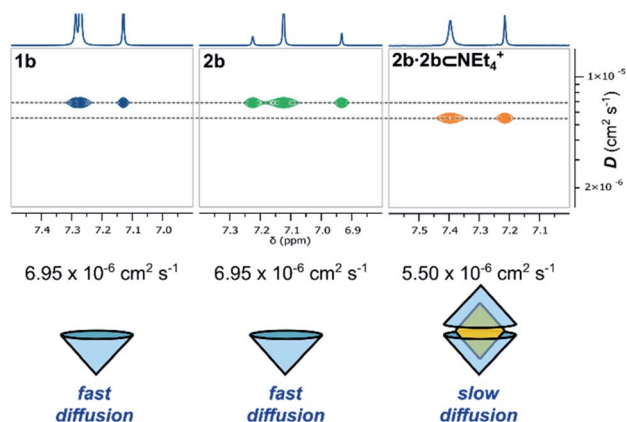 1b
2b
2b·2b⊂NEt₄⁺
1×10⁻⁵
D (cm² s⁻¹)
2×10⁻⁶
7.4 7.3 7.2 7.1 7.0
7.3 7.2 7.1 7.0 6.9
7.5 7.4 7.3 7.2 7.1
δ (ppm)
6.95 x 10⁻⁶ cm² s⁻¹
6.95 x 10⁻⁶ cm² s⁻¹
5.50 x 10⁻⁶ cm² s⁻¹
fast
diffusion
fast
diffusion
slow
diffusion